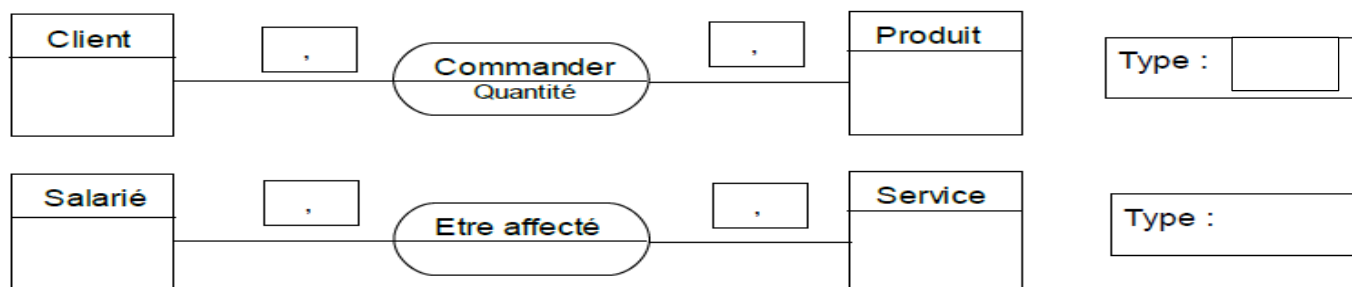 Client
,
Commander
Quantité
,
Produit
Type :
Salarié
,
Etre affecté
,
Service
Type :